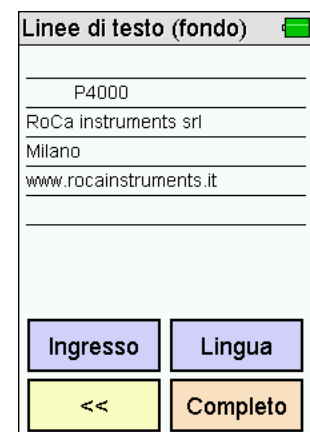 Linee di testo (fondo)
P4000
RoCa instruments srl
Milano
www.rocainstruments.it
Ingresso Lingua
<< Completo